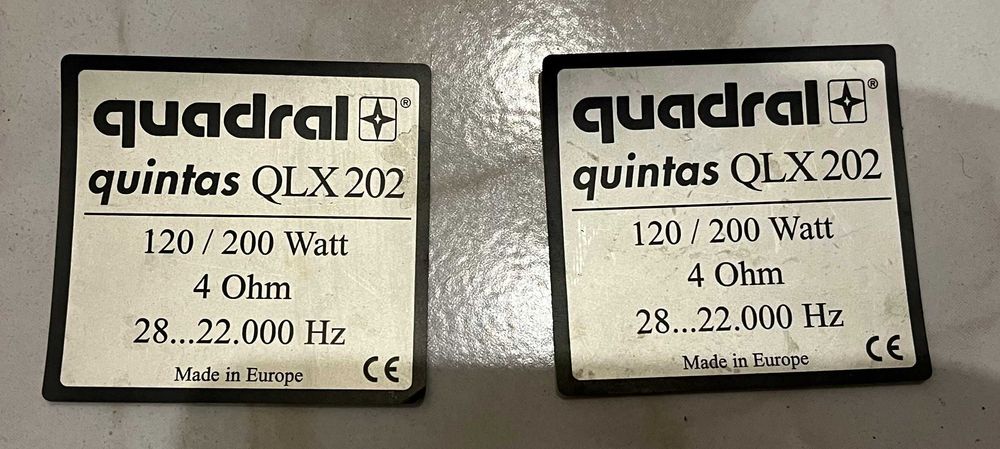 quadral®
quintas QLX 202
120 / 200 Watt
4 Ohm
28...22.000 Hz
Made in Europe CE
quadral®
quintas QLX 202
120 / 200 Watt
4 Ohm
28...22.000 Hz
Made in Europe CE